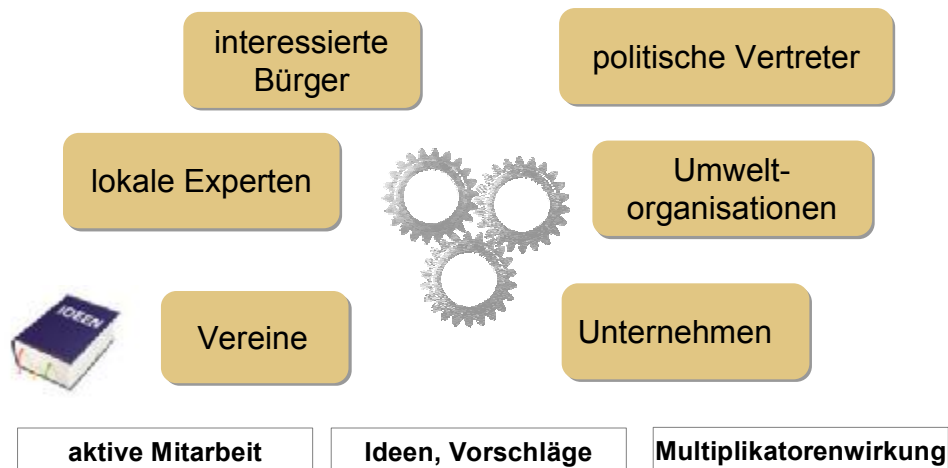 interessierte
Bürger
politische Vertreter
lokale Experten
Umwelt-
organisationen
IDEEN
Vereine
Unternehmen
aktive Mitarbeit
Ideen, Vorschläge
Multiplikatorenwirkung